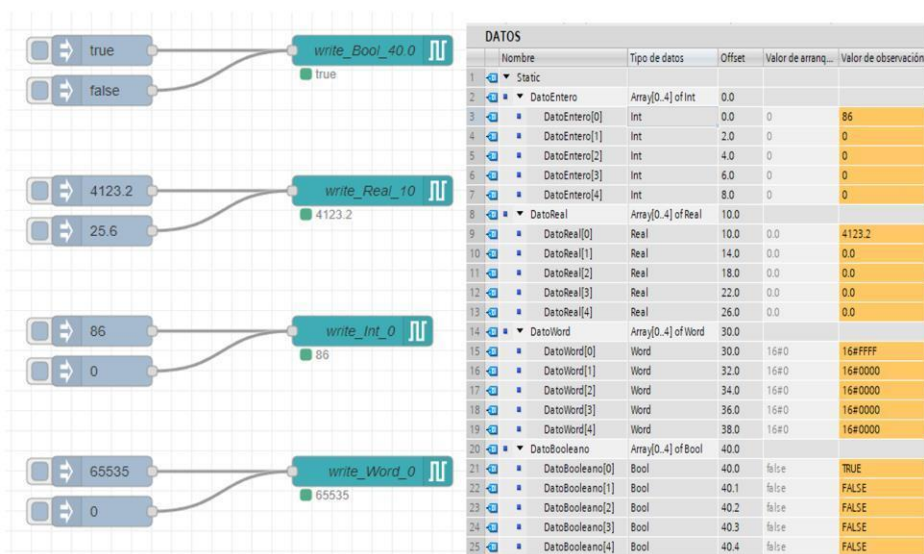 true
write_Bool_40.0
true
false
4123.2
write_Real_10
4123.2
25.6
86
write_Int_0
86
0
65535
write_Word_0
65535
0
DATOS
Nombre Tipo de datos Offset Valor de arranq... Valor de observación
1 Static
2 DatoEntero Array[0..4] of Int 0.0
3 DatoEntero[0] Int 0.0 0 86
4 DatoEntero[1] Int 2.0 0 0
5 DatoEntero[2] Int 4.0 0 0
6 DatoEntero[3] Int 6.0 0 0
7 DatoEntero[4] Int 8.0 0 0
8 DatoReal Array[0..4] of Real 10.0
9 DatoReal[0] Real 10.0 0.0 4123.2
10 DatoReal[1] Real 14.0 0.0 0.0
11 DatoReal[2] Real 18.0 0.0 0.0
12 DatoReal[3] Real 22.0 0.0 0.0
13 DatoReal[4] Real 26.0 0.0 0.0
14 DatoWord Array[0..4] of Word 30.0
15 DatoWord[0] Word 30.0 16#0 16#FFFF
16 DatoWord[1] Word 32.0 16#0 16#0000
17 DatoWord[2] Word 34.0 16#0 16#0000
18 DatoWord[3] Word 36.0 16#0 16#0000
19 DatoWord[4] Word 38.0 16#0 16#0000
20 DatoBooleano Array[0..4] of Bool 40.0
21 DatoBooleano[0] Bool 40.0 false TRUE
22 DatoBooleano[1] Bool 40.1 false FALSE
23 DatoBooleano[2] Bool 40.2 false FALSE
24 DatoBooleano[3] Bool 40.3 false FALSE
25 DatoBooleano[4] Bool 40.4 false FALSE